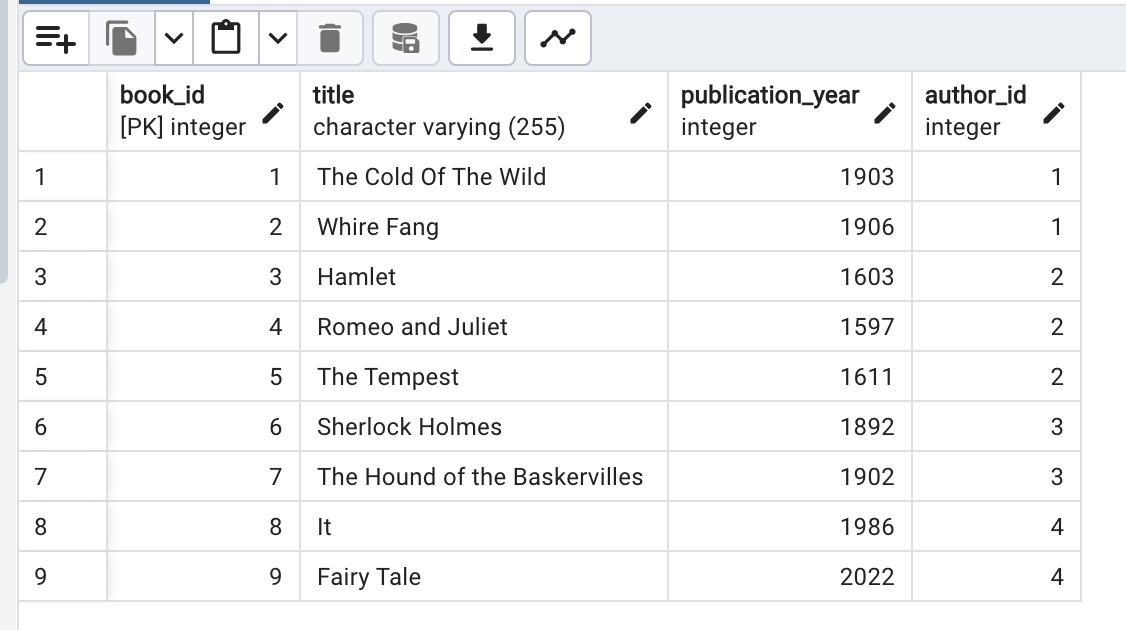 book_id title publication_year author_id
[PK] integer character varying (255) integer integer
1 1 The Cold Of The Wild 1903 1
2 2 Whire Fang 1906 1
3 3 Hamlet 1603 2
4 4 Romeo and Juliet 1597 2
5 5 The Tempest 1611 2
6 6 Sherlock Holmes 1892 3
7 7 The Hound of the Baskervilles 1902 3
8 8 It 1986 4
9 9 Fairy Tale 2022 4